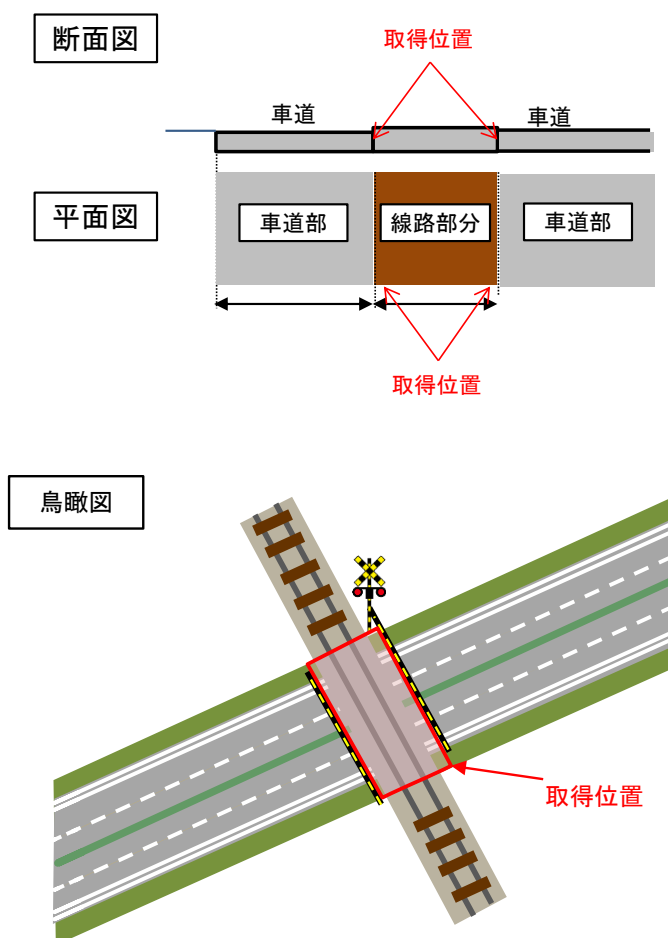 断面図
取得位置
車道
車道
平面図
車道部
線路部分
車道部
取得位置
鳥瞰図
取得位置